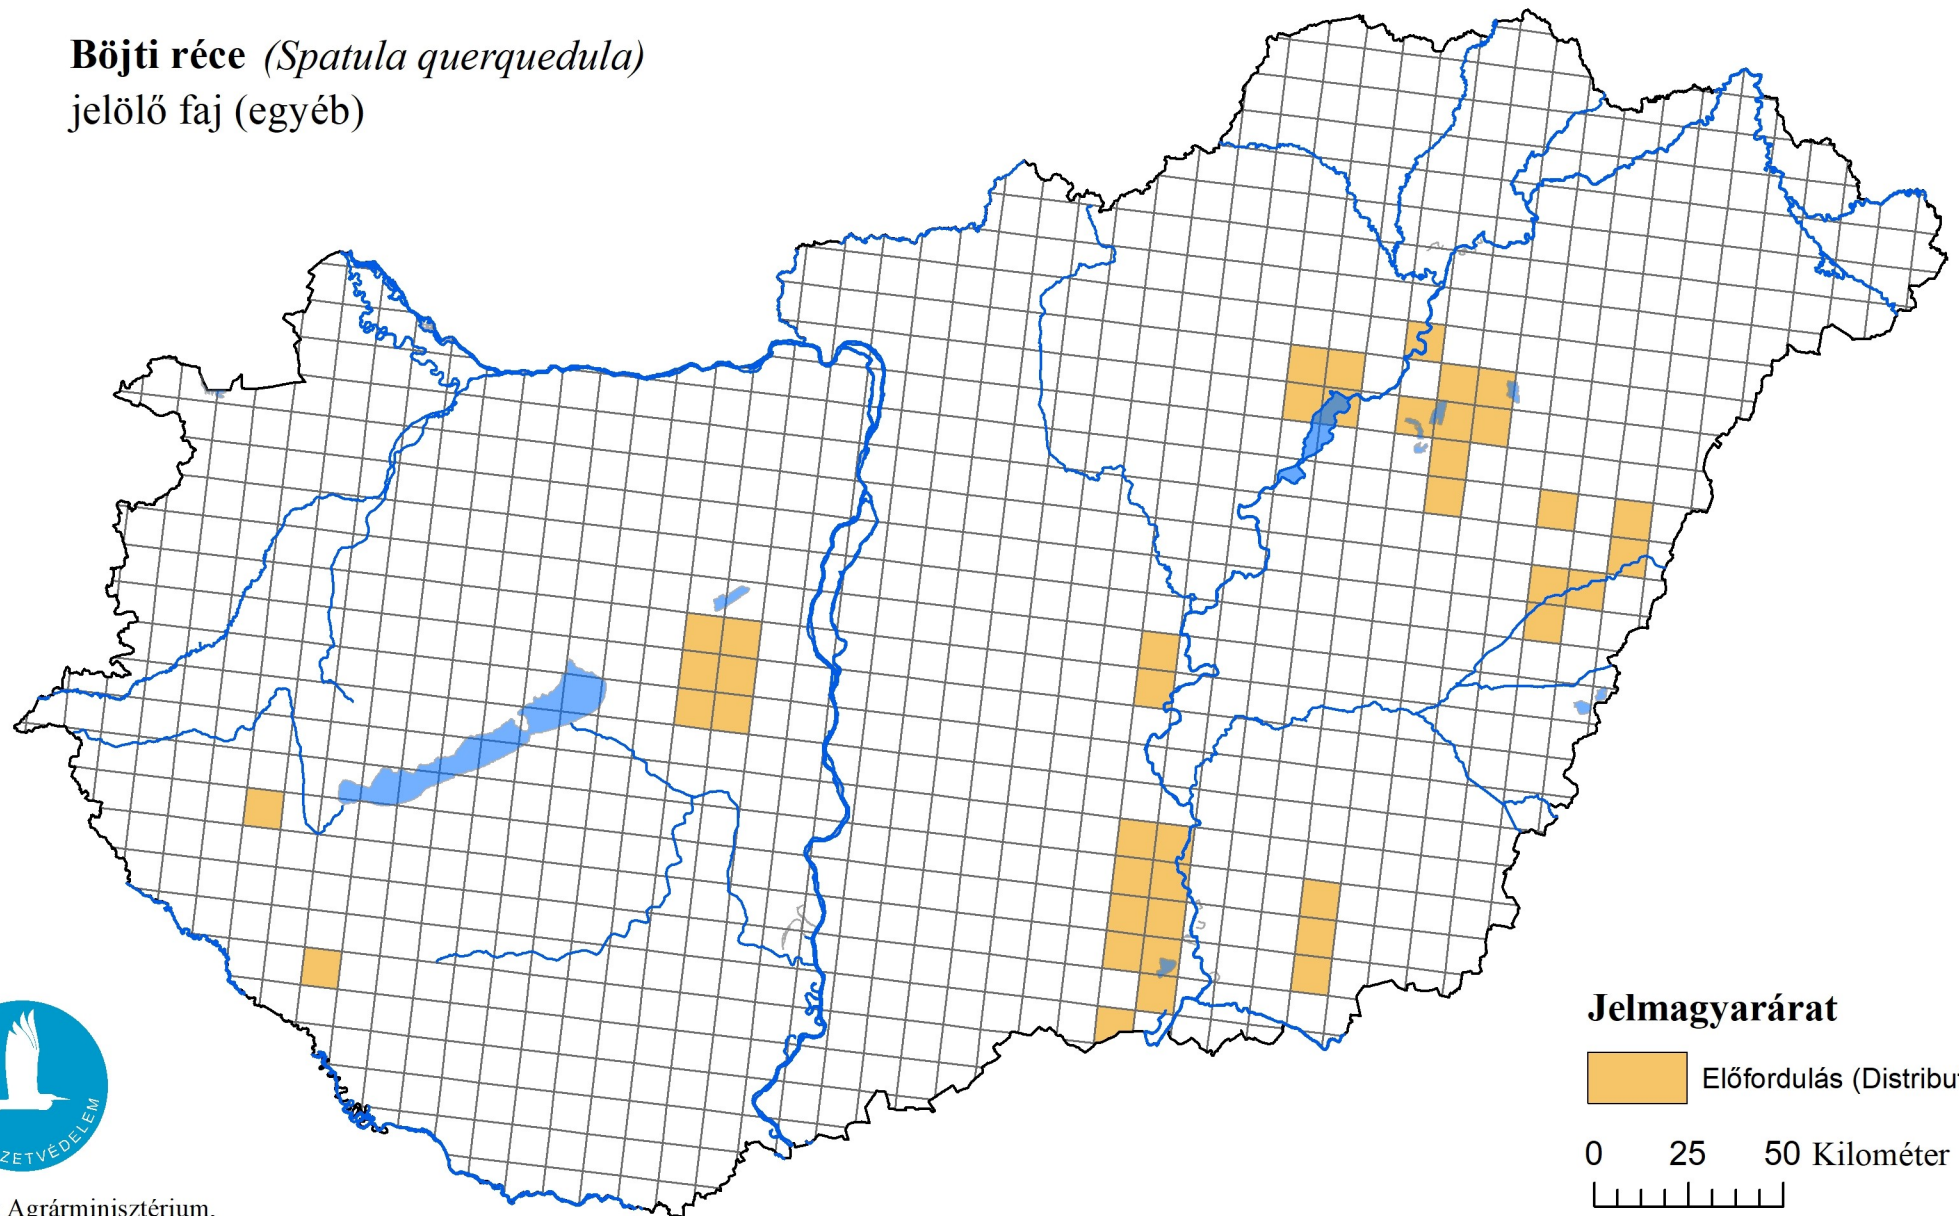 Böjti réce (Spatula querquedula)
jelölő faj (egyéb)
ZETVÉDELEM
Agrárminisztérium,
Jelmagyarárat
Előfordulás (Distribu
0 25 50 Kilométer